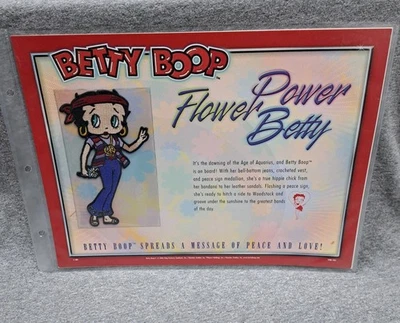 BETTY BOOP™
Flower Power
Betty
It's the dawning of the Age of Aquarius, and Betty Boop™
is on board! With her bell-bottom jeans, crocheted vest,
and peace sign medallion, she's a true hippie chick from
her bandana to her leather sandals. Flashing a peace sign,
she's ready to hitch a ride to Woodstock and
groove under the sunshine to the greatest bands
of the day.
BETTY BOOP™ SPREADS A MESSAGE OF PEACE AND LOVE!